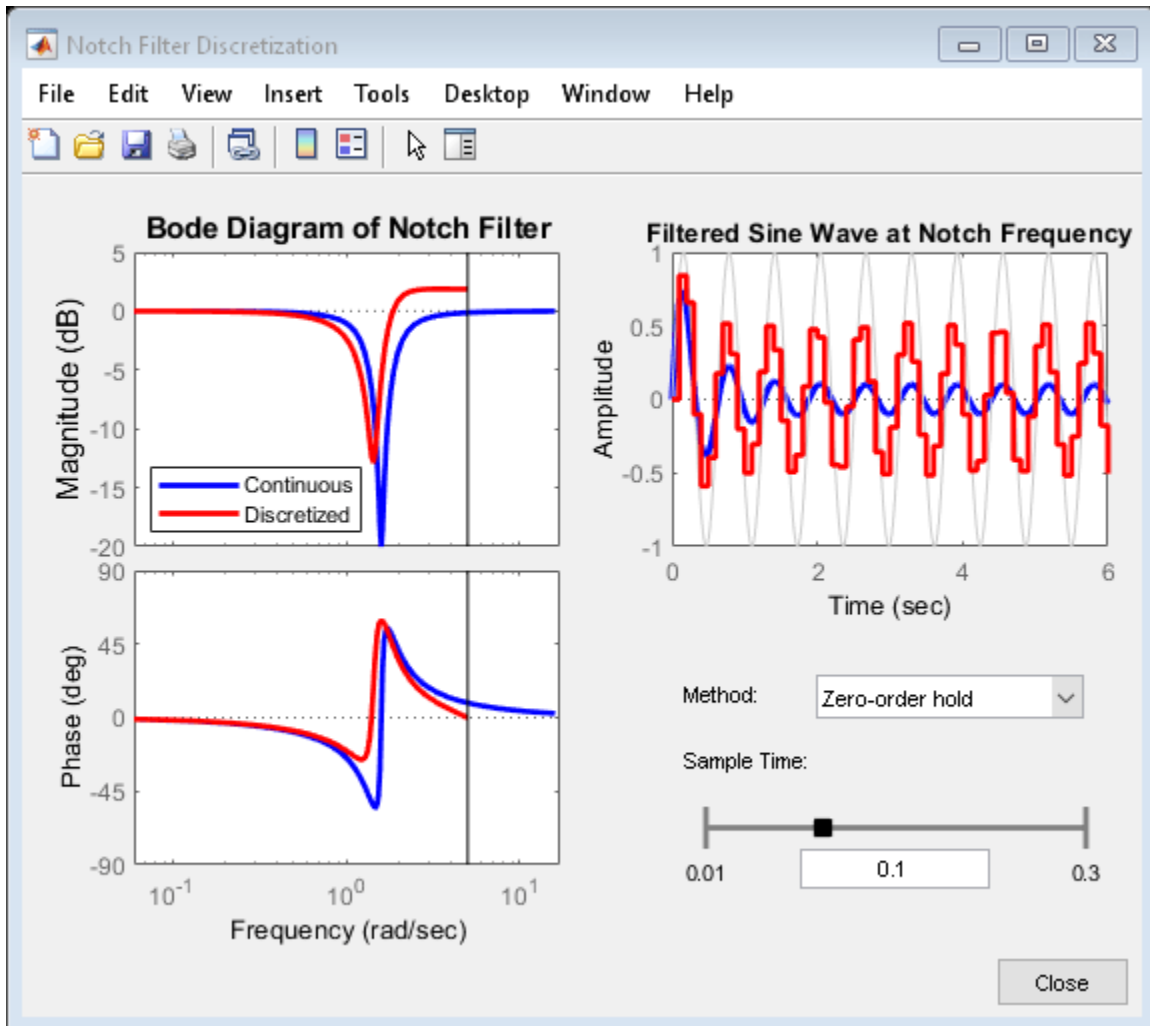 Notch Filter Discretization
File Edit View Insert Tools Desktop Window Help
Bode Diagram of Notch Filter
5
0
-5
-10
-15
-20
Magnitude (dB)
Continuous
Discretized
90
45
0
-45
-90
Phase (deg)
10^-1 10^0 10^1
Frequency (rad/sec)
Filtered Sine Wave at Notch Frequency
1
0.5
0
-0.5
-1
Amplitude
0 2 4 6
Time (sec)
Method: Zero-order hold
Sample Time:
0.01 0.1 0.3
Close